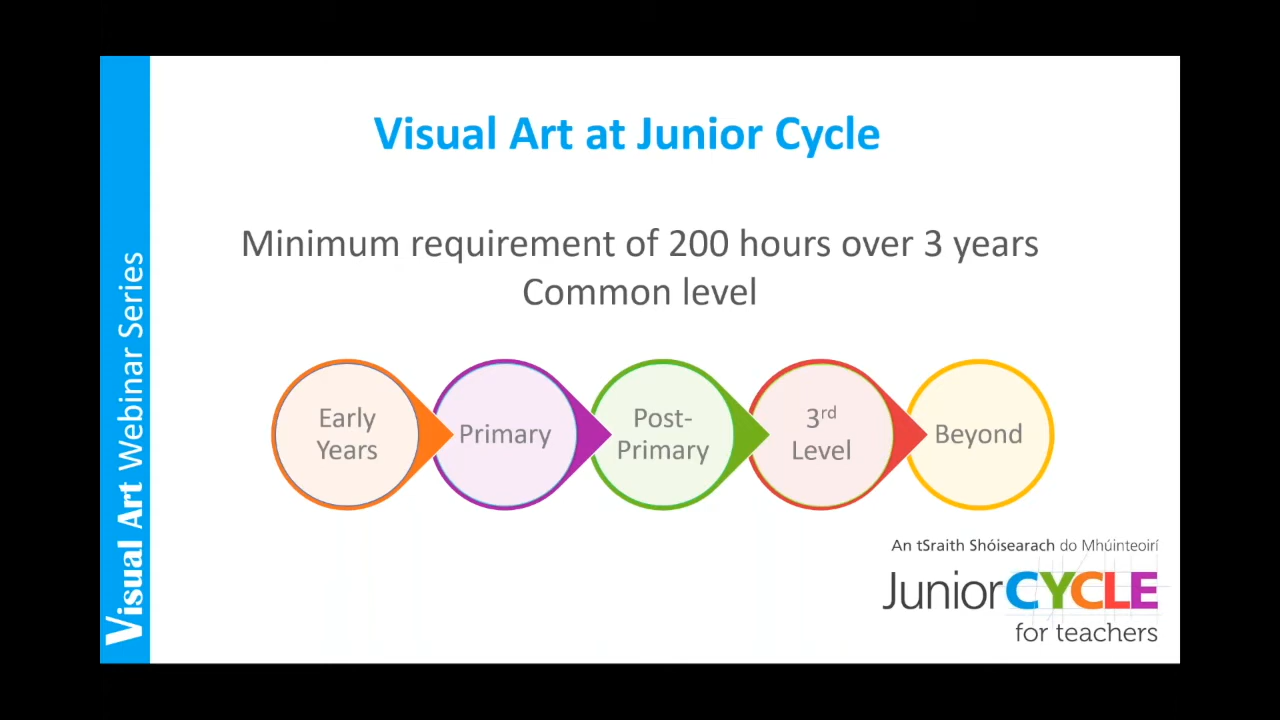 Visual Art at Junior Cycle
Minimum requirement of 200 hours over 3 years
Common level
Early
Years
Primary
Post-
Primary
3rd
Level
Beyond
Visual Art Webinar Series
An tSraith Shóisearach do Mhúinteoirí
JuniorCYCLE
for teachers